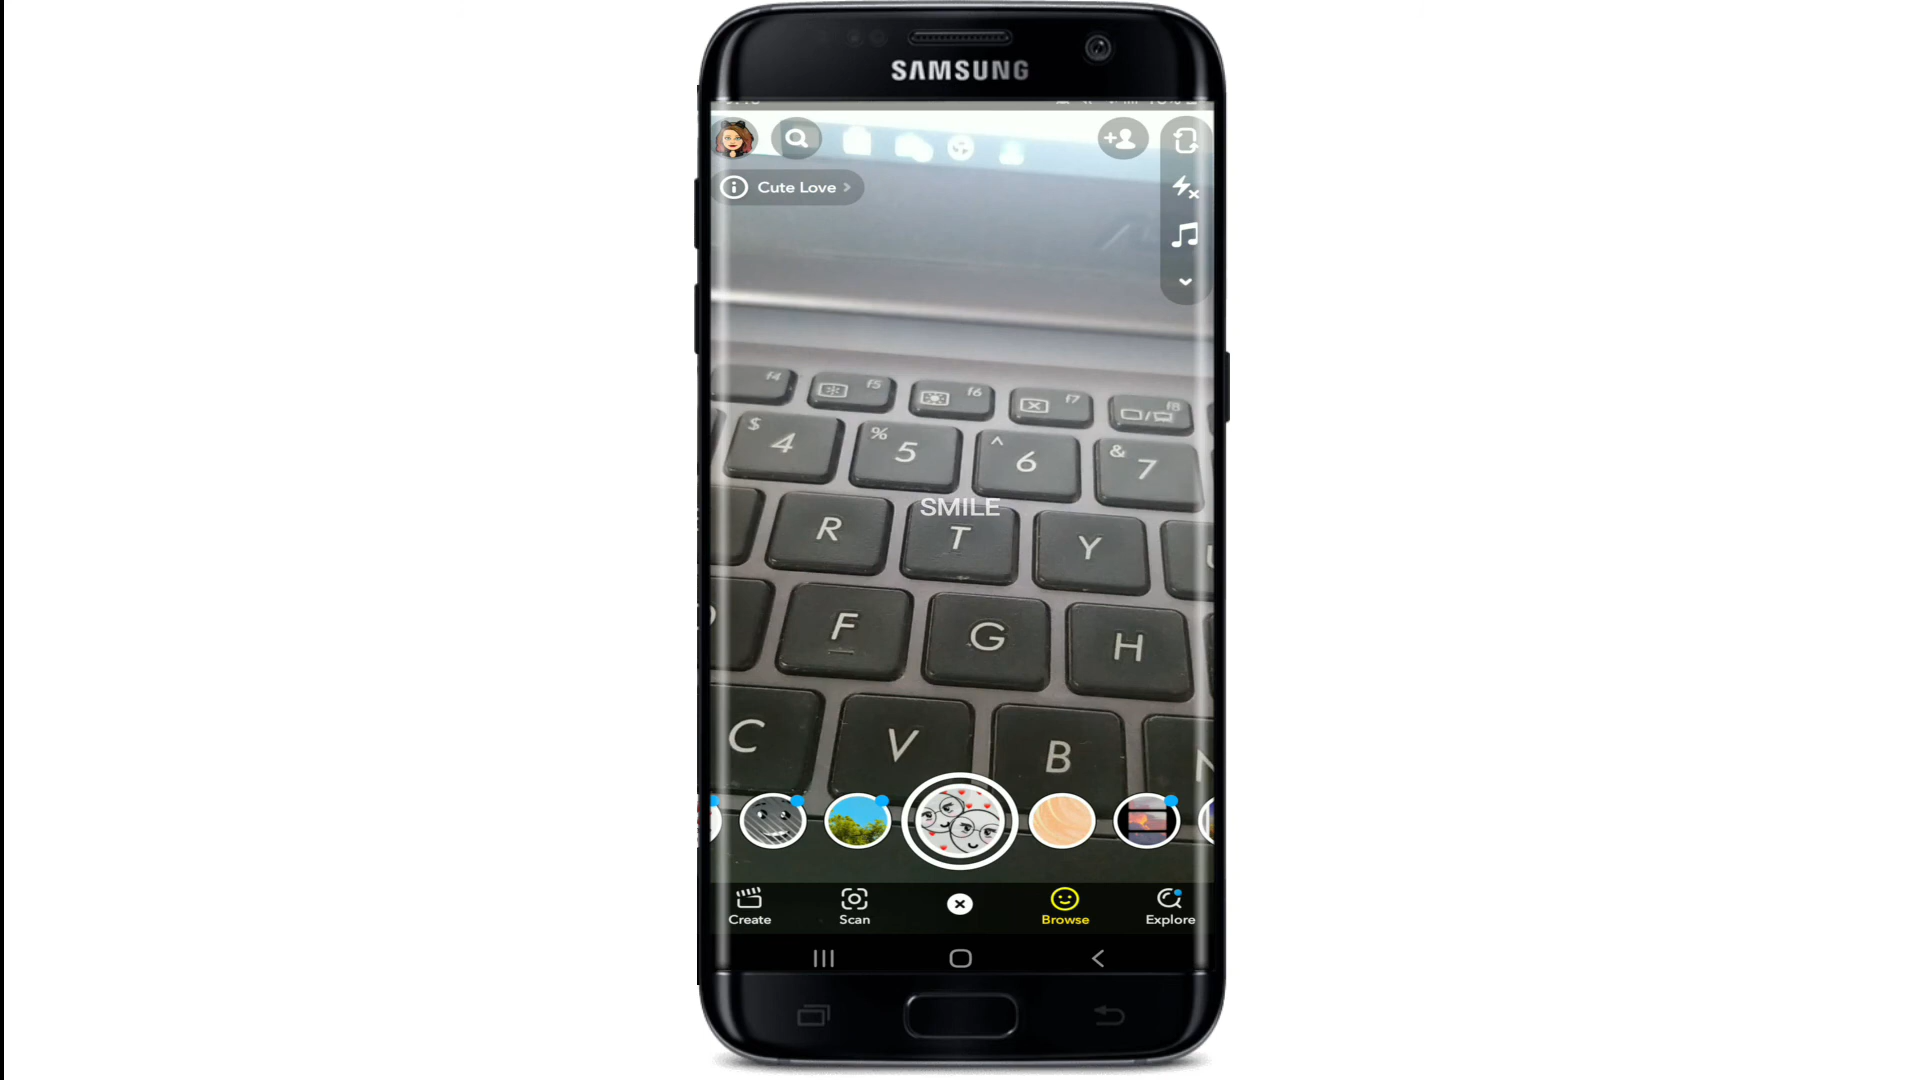 SAMSUNG
Cute Love
f4 f5 f6 f7 f8
$ 4 % 5 ^ 6 & 7
SMILE
R T Y
F G H
C V B
Create Scan Browse Explore